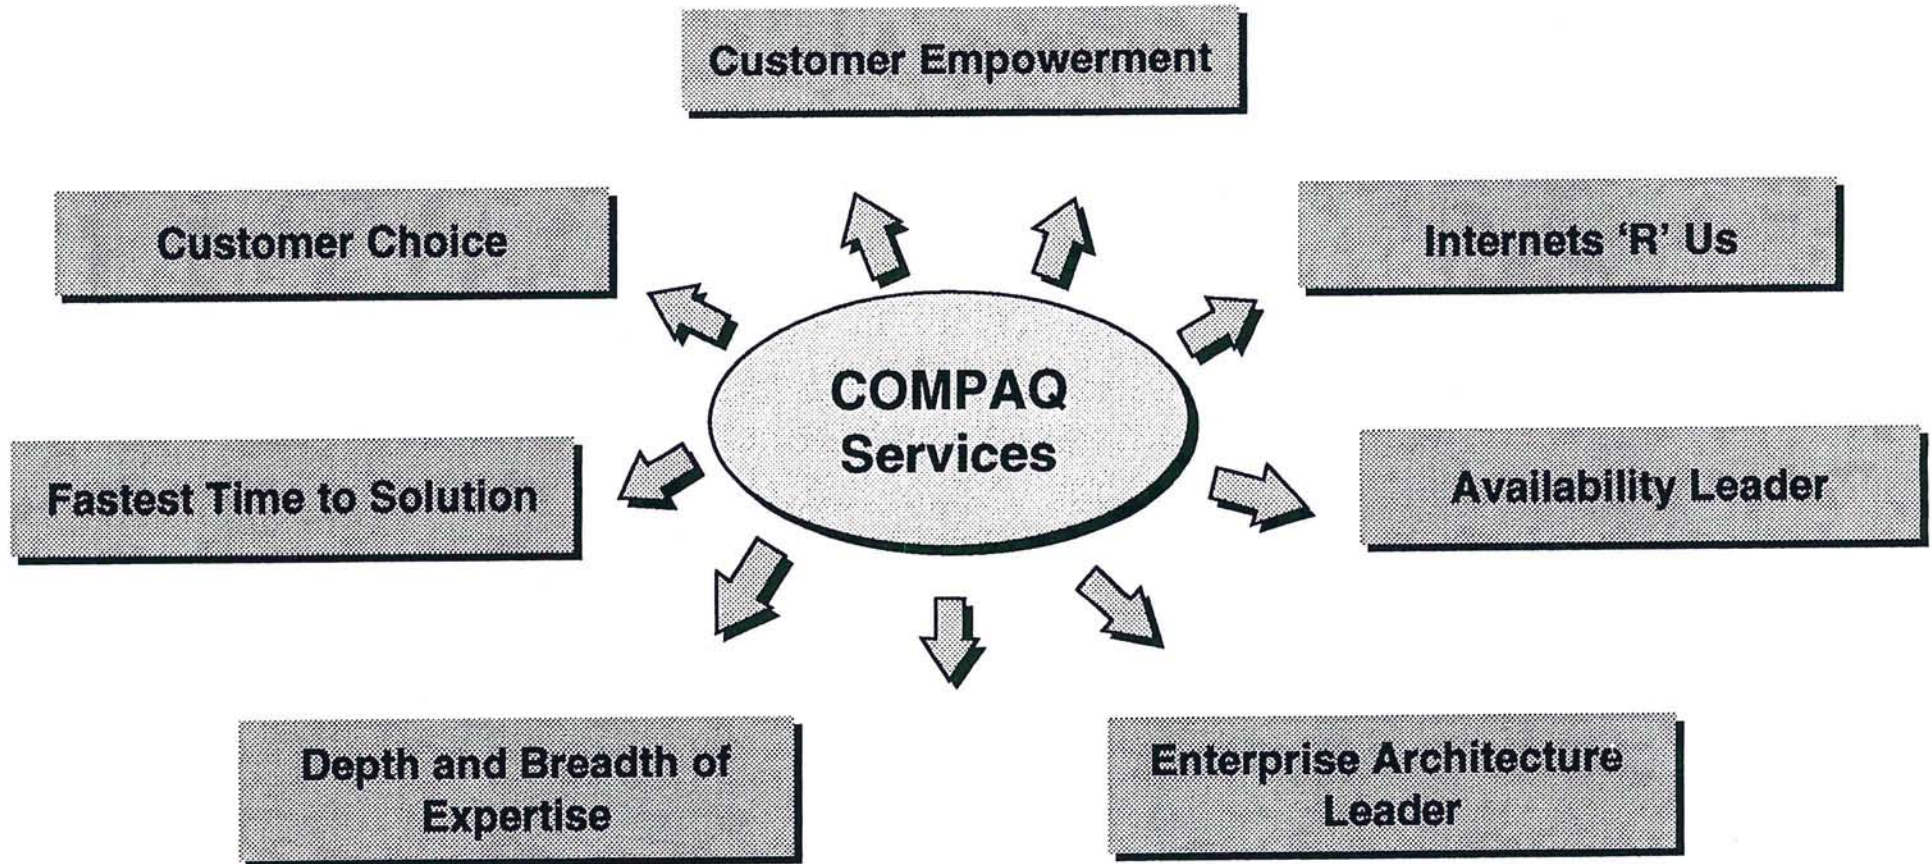 Customer Empowerment
Customer Choice
Internets ‘R’ Us
COMPAQ
Services
Fastest Time to Solution
Availability Leader
Depth and Breadth of
Expertise
Enterprise Architecture
Leader